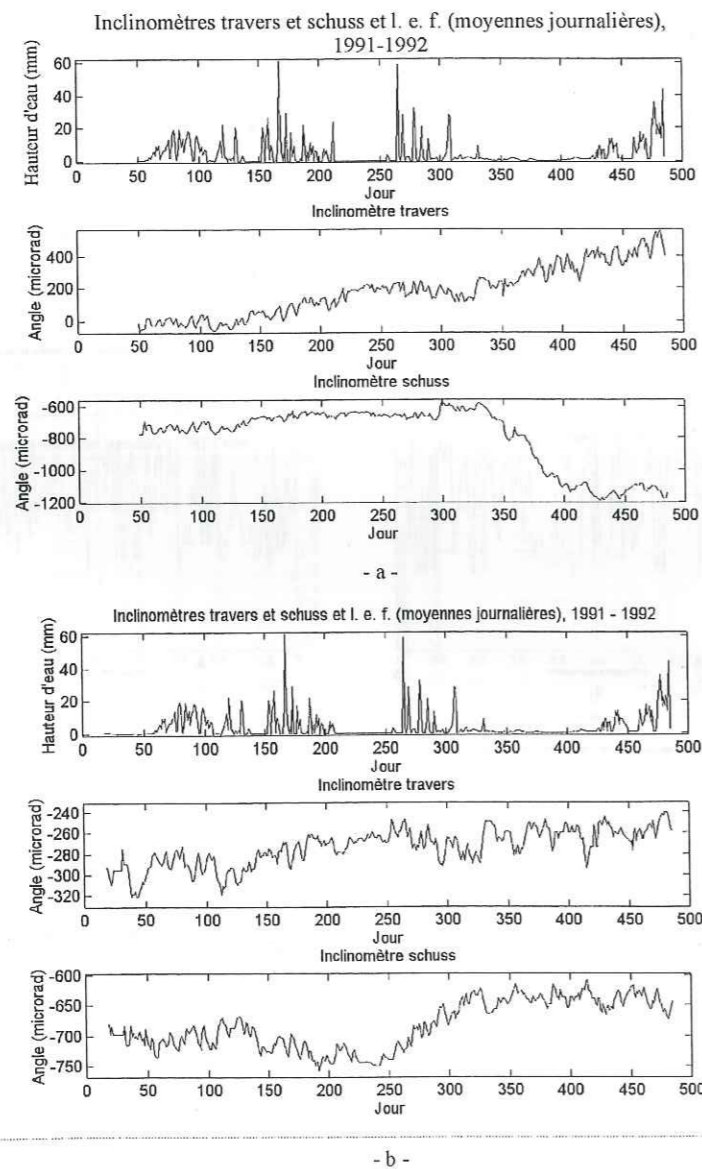 Inclinomètres travers et schuss et l. e. f. (moyennes journalières),
1991-1992
Hauteur d'eau (mm)
60
40
20
0
0 50 100 150 200 250 300 350 400 450 500
Jour
Inclinomètre travers
Angle (microrad)
400
200
0
0 50 100 150 200 250 300 350 400 450 500
Jour
Inclinomètre schuss
Angle (microrad)
-600
-800
-1000
-1200
0 50 100 150 200 250 300 350 400 450 500
Jour
- a -
Inclinomètres travers et schuss et l. e. f. (moyennes journalières), 1991 - 1992
Hauteur d'eau (mm)
60
40
20
0
0 50 100 150 200 250 300 350 400 450 500
Jour
Inclinomètre travers
Angle (microrad)
-240
-260
-280
-300
-320
0 50 100 150 200 250 300 350 400 450 500
Jour
Inclinomètre schuss
Angle (microrad)
-600
-650
-700
-750
0 50 100 150 200 250 300 350 400 450 500
Jour
- b -